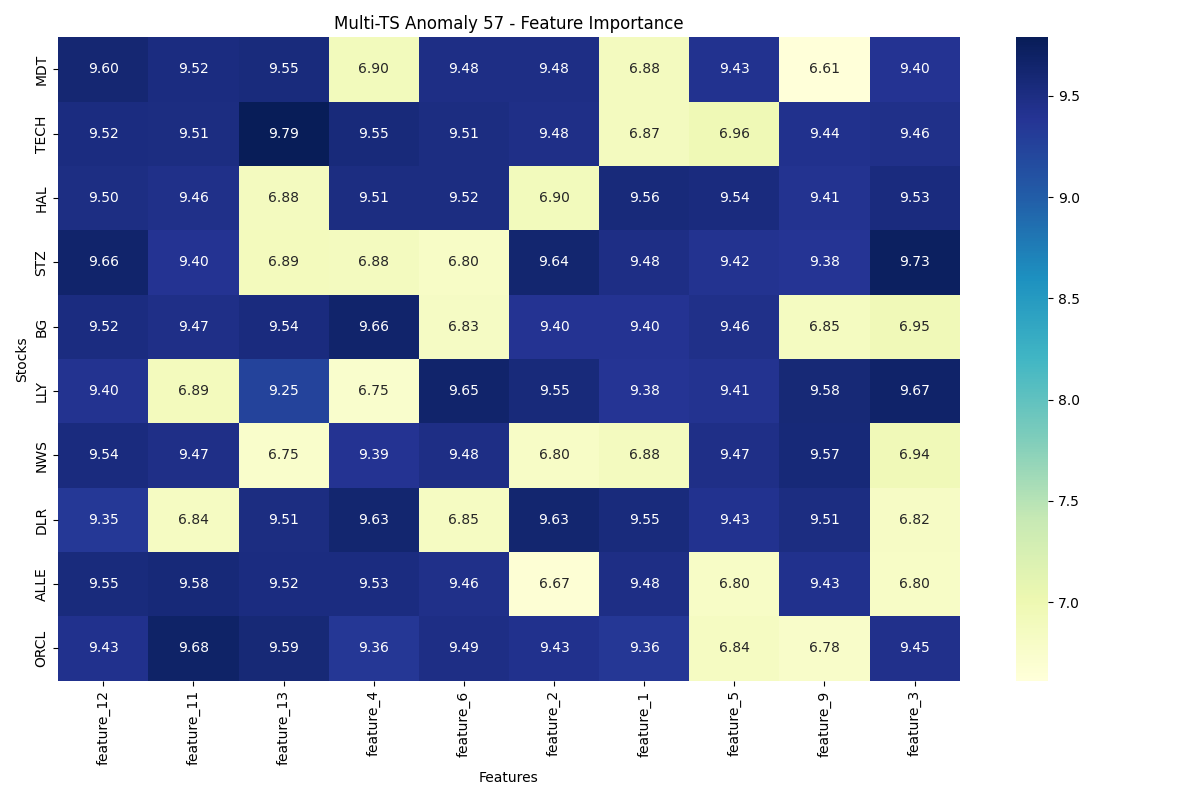 Multi-TS Anomaly 57 - Feature Importance
MDT 9.60 9.52 9.55 6.90 9.48 9.48 6.88 9.43 6.61 9.40
TECH 9.52 9.51 9.79 9.55 9.51 9.48 6.87 6.96 9.44 9.46
HAL 9.50 9.46 6.88 9.51 9.52 6.90 9.56 9.54 9.41 9.53
STZ 9.66 9.40 6.89 6.88 6.80 9.64 9.48 9.42 9.38 9.73
BG 9.52 9.47 9.54 9.66 6.83 9.40 9.40 9.46 6.85 6.95
LLY 9.40 6.89 9.25 6.75 9.65 9.55 9.38 9.41 9.58 9.67
NWS 9.54 9.47 6.75 9.39 9.48 6.80 6.88 9.47 9.57 6.94
DLR 9.35 6.84 9.51 9.63 6.85 9.63 9.55 9.43 9.51 6.82
ALLE 9.55 9.58 9.52 9.53 9.46 6.67 9.48 6.80 9.43 6.80
ORCL 9.43 9.68 9.59 9.36 9.49 9.43 9.36 6.84 6.78 9.45
Stocks
feature_12 feature_11 feature_13 feature_4 feature_6 feature_2 feature_1 feature_5 feature_9 feature_3
Features
9.5
9.0
8.5
8.0
7.5
7.0